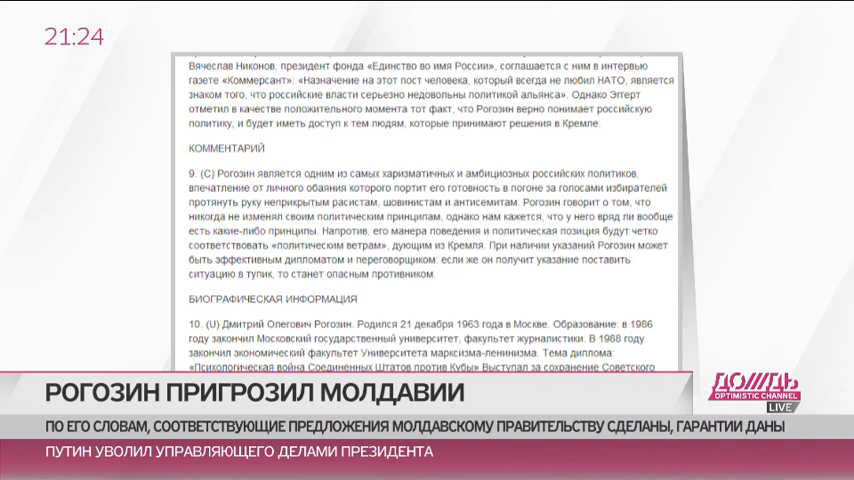 21:24
Вячеслав Никонов, президент фонда «Единство во имя России», соглашается с ним в интервью
газете «Коммерсант»: «Назначение на этот пост человека, который всегда не любил НАТО, является
знаком того, что российские власти серьезно недовольны политикой альянса». Однако Эггерт
отметил в качестве положительного момента тот факт, что Рогозин верно понимает российскую
политику, и будет иметь доступ к тем людям, которые принимают решения в Кремле.
КОММЕНТАРИЙ
9. (C) Рогозин является одним из самых харизматичных и амбициозных российских политиков,
впечатление от личного обаяния которого портит его готовность в погоне за голосами избирателей
протянуть руку неприкрытым расистам, шовинистам и антисемитам. Рогозин говорит о том, что
никогда не изменял своим политическим принципам, однако нам кажется, что у него вряд ли вообще
есть какие-либо принципы. Напротив, его манера поведения и политическая позиция будут четко
соответствовать «политическим ветрам», дующим из Кремля. При наличии указаний Рогозин может
быть эффективным дипломатом и переговорщиком: если же он получит указание поставить
ситуацию в тупик, то станет опасным противником.
БИОГРАФИЧЕСКАЯ ИНФОРМАЦИЯ
10. (U) Дмитрий Олегович Рогозин. Родился 21 декабря 1963 года в Москве. Образование: в 1986
году закончил Московский государственный университет, факультет журналистики. В 1988 году
закончил экономический факультет Университета марксизма-ленинизма. Тема диплома:
«Психологическая война Соединенных Штатов против Кубы» Выступал за сохранение Советского
РОГОЗИН ПРИГРОЗИЛ МОЛДАВИИ
ДОЖДЬ
OPTIMISTIC CHANNEL
LIVE
ПО ЕГО СЛОВАМ, СООТВЕТСТВУЮЩИЕ ПРЕДЛОЖЕНИЯ МОЛДАВСКОМУ ПРАВИТЕЛЬСТВУ СДЕЛАНЫ, ГАРАНТИИ ДАНЫ
ПУТИН УВОЛИЛ УПРАВЛЯЮЩЕГО ДЕЛАМИ ПРЕЗИДЕНТА